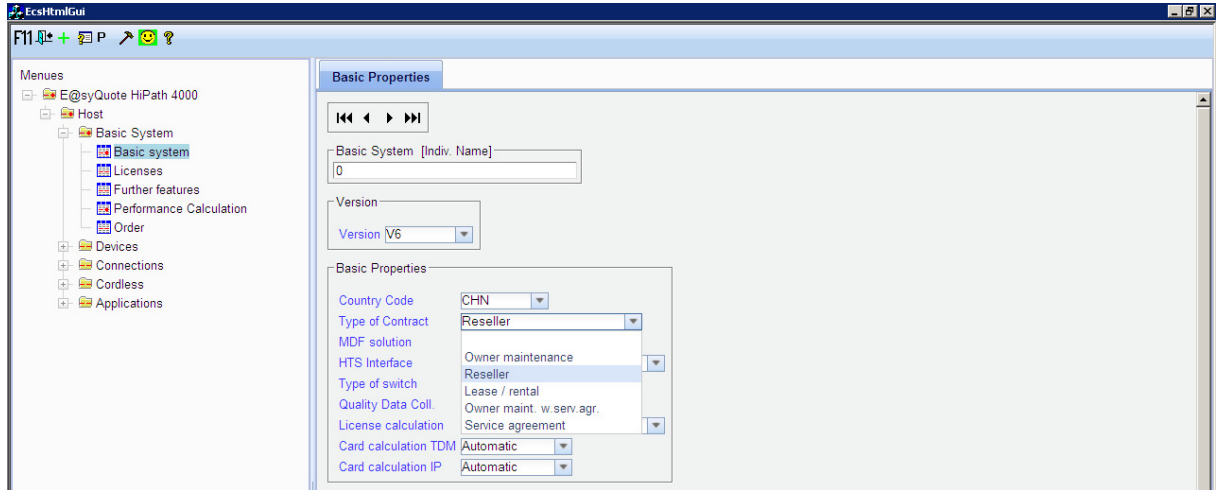 EcsHtmlGui
F11 P
Menues
E@syQuote HiPath 4000
Host
Basic System
Basic system
Licenses
Further features
Performance Calculation
Order
Devices
Connections
Cordless
Applications
Basic Properties
Basic System [Indiv. Name]
0
Version
Version V6
Basic Properties
Country Code CHN
Type of Contract Reseller
MDF solution
HTS Interface
Type of switch
Quality Data Coll.
License calculation
Owner maintenance
Reseller
Lease / rental
Owner maint. w.serv.agr.
Service agreement
Card calculation TDM Automatic
Card calculation IP Automatic